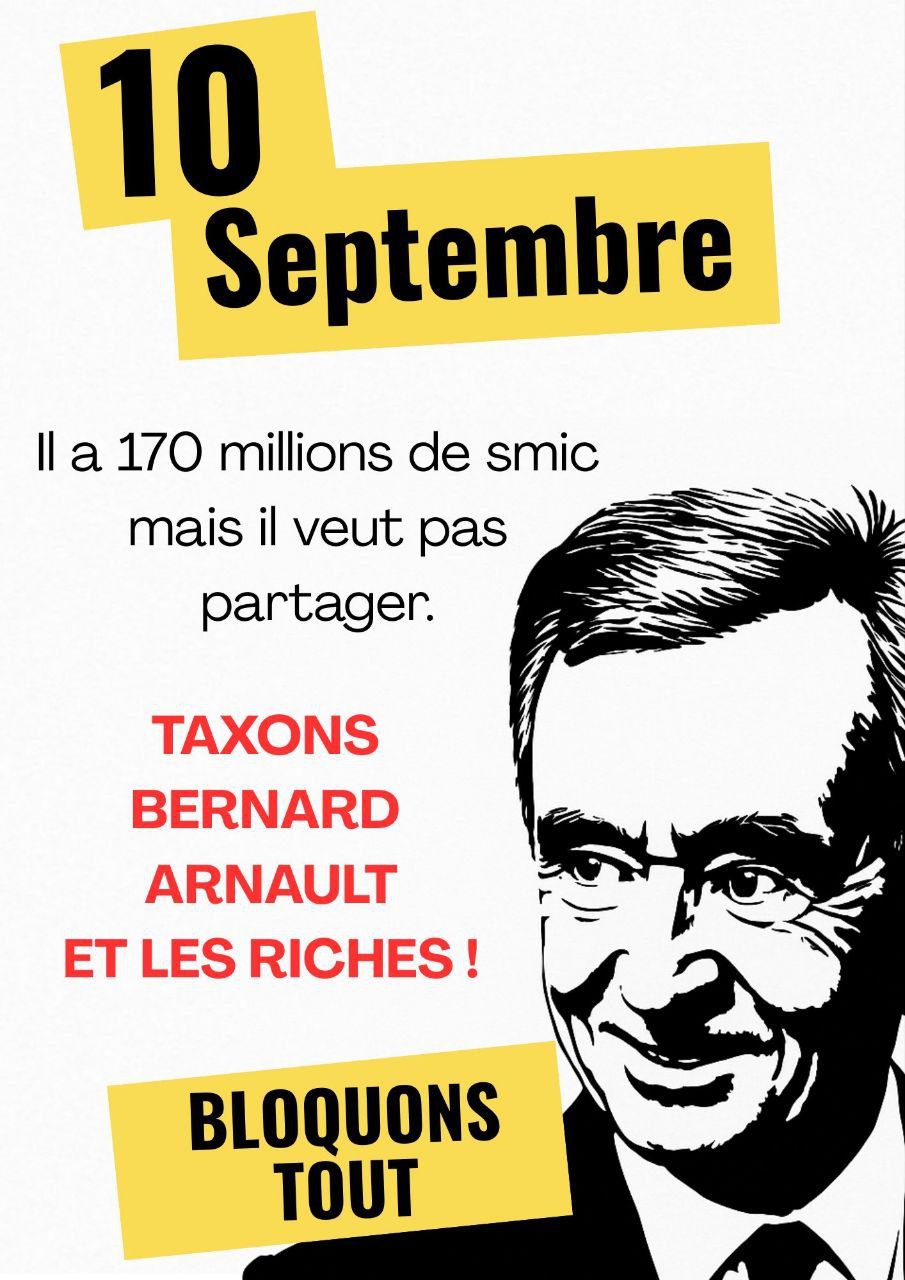 10
Septembre
Il a 170 millions de smic
mais il veut pas
partager.
TAXONS
BERNARD
ARNAULT
ET LES RICHES !
BLOQUONS
TOUT